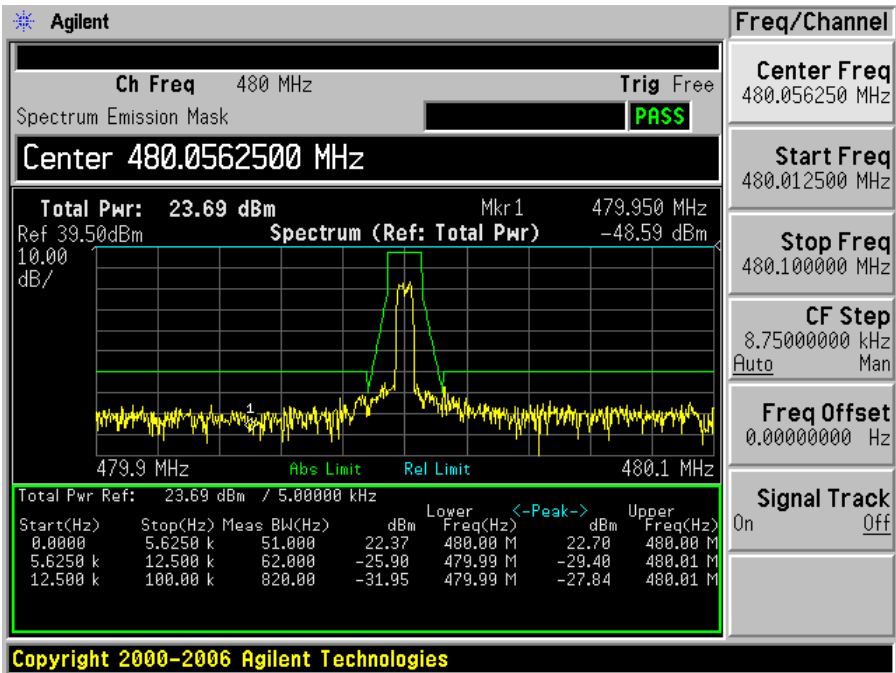 Agilent
Freq/Channel
Ch Freq 480 MHz Trig Free
Spectrum Emission Mask PASS
Center 480.0562500 MHz
Total Pwr: 23.69 dBm Mkr1 479.950 MHz
Ref 39.50dBm Spectrum (Ref: Total Pwr) -48.59 dBm
10.00
dB/
1
479.9 MHz Abs Limit Rel Limit 480.1 MHz
Total Pwr Ref: 23.69 dBm / 5.00000 kHz
Lower <-Peak-> Upper
Start(Hz) Stop(Hz) Meas BW(Hz) dBm Freq(Hz) dBm Freq(Hz)
0.0000 5.6250 k 51.000 22.37 480.00 M 22.70 480.00 M
5.6250 k 12.500 k 62.000 -25.90 479.99 M -29.40 480.01 M
12.500 k 100.00 k 820.00 -31.95 479.99 M -27.84 480.01 M
Center Freq
480.056250 MHz
Start Freq
480.012500 MHz
Stop Freq
480.100000 MHz
CF Step
8.75000000 kHz
Auto Man
Freq Offset
0.00000000 Hz
Signal Track
On Off
Copyright 2000-2006 Agilent Technologies